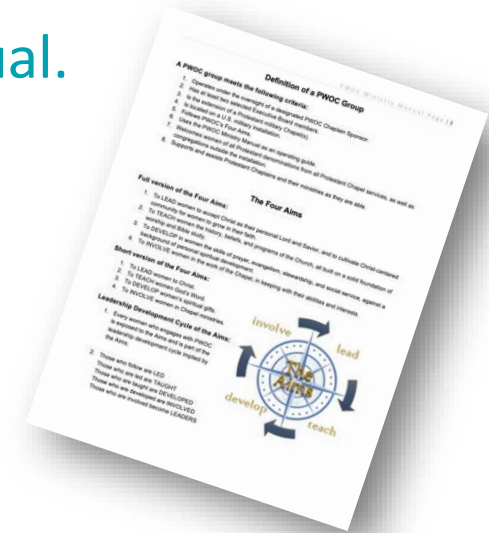 ual.
PWOC Ministry Manual Page | 3
Definition of a PWOC Group
A PWOC group meets the following criteria:
1. Operates under the oversight of a designated PWOC Chaplain Sponsor.
2. Has at least two selected Executive Board members.
3. Is the extension of a Protestant military Chapel(s).
4. Is located on a U.S. military installation.
5. Follows PWOC's Four Aims.
6. Uses the PWOC Ministry Manual as an operating guide.
7. Welcomes women of all Protestant denominations from all Protestant Chapel services, as well as
congregations outside the installation.
8. Supports and assists Protestant Chaplains and their ministries as they are able.
The Four Aims
Full version of the Four Aims:
1. To LEAD women to accept Christ as their personal Lord and Savior, and to cultivate Christ-centered
community for women to grow in their faith.
2. To TEACH women the history, beliefs, and programs of the Church, all built on a solid foundation of
worship and Bible study.
3. To DEVELOP in women the skills of prayer, evangelism, stewardship, and social service, against a
background of personal spiritual development.
4. To INVOLVE women in the work of the Chapel, in keeping with their abilities and interests.
Short version of the Four Aims:
1. To LEAD women to Christ.
2. To TEACH women God's Word.
3. To DEVELOP women's spiritual gifts.
4. To INVOLVE women in Chapel ministries.
Leadership Development Cycle of the Aims:
1. Every women who engages with PWOC
is exposed to the Aims and is part of the
leadership development cycle implied by
the Aims.
2. Those who follow are LED
Those who are led are TAUGHT
Those who are taught are DEVELOPED
Those who are developed are INVOLVED
Those who are involved become LEADERS
involve
lead
The
Aims
develop
teach